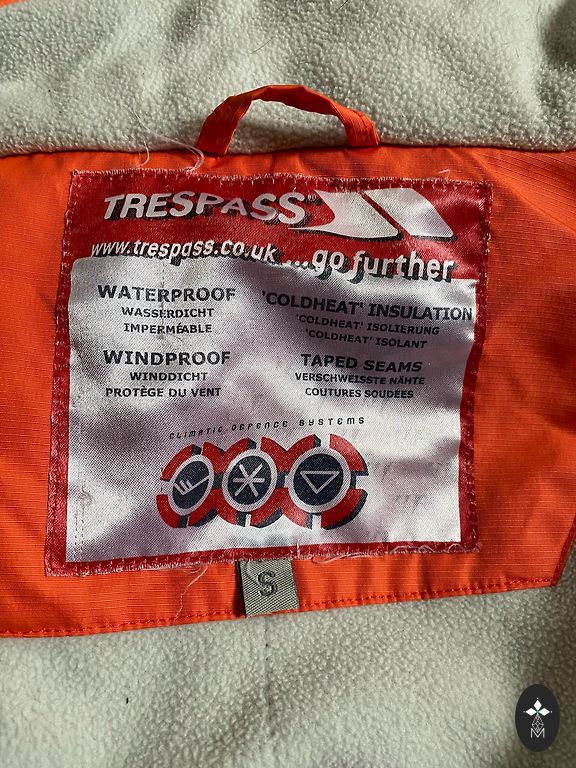 TRESPASS
www.trespass.co.uk ...go further
WATERPROOF
WASSERDICHT
IMPERMÉABLE
'COLDHEAT' INSULATION
'COLDHEAT' ISOLIERUNG
'COLDHEAT' ISOLANT
WINDPROOF
WINDDICHT
PROTÈGE DU VENT
TAPED SEAMS
VERSCHWEISSTE NÄHTE
COUTURES SOUDÉES
CLIMATIC DEFENCE SYSTEMS
S
M